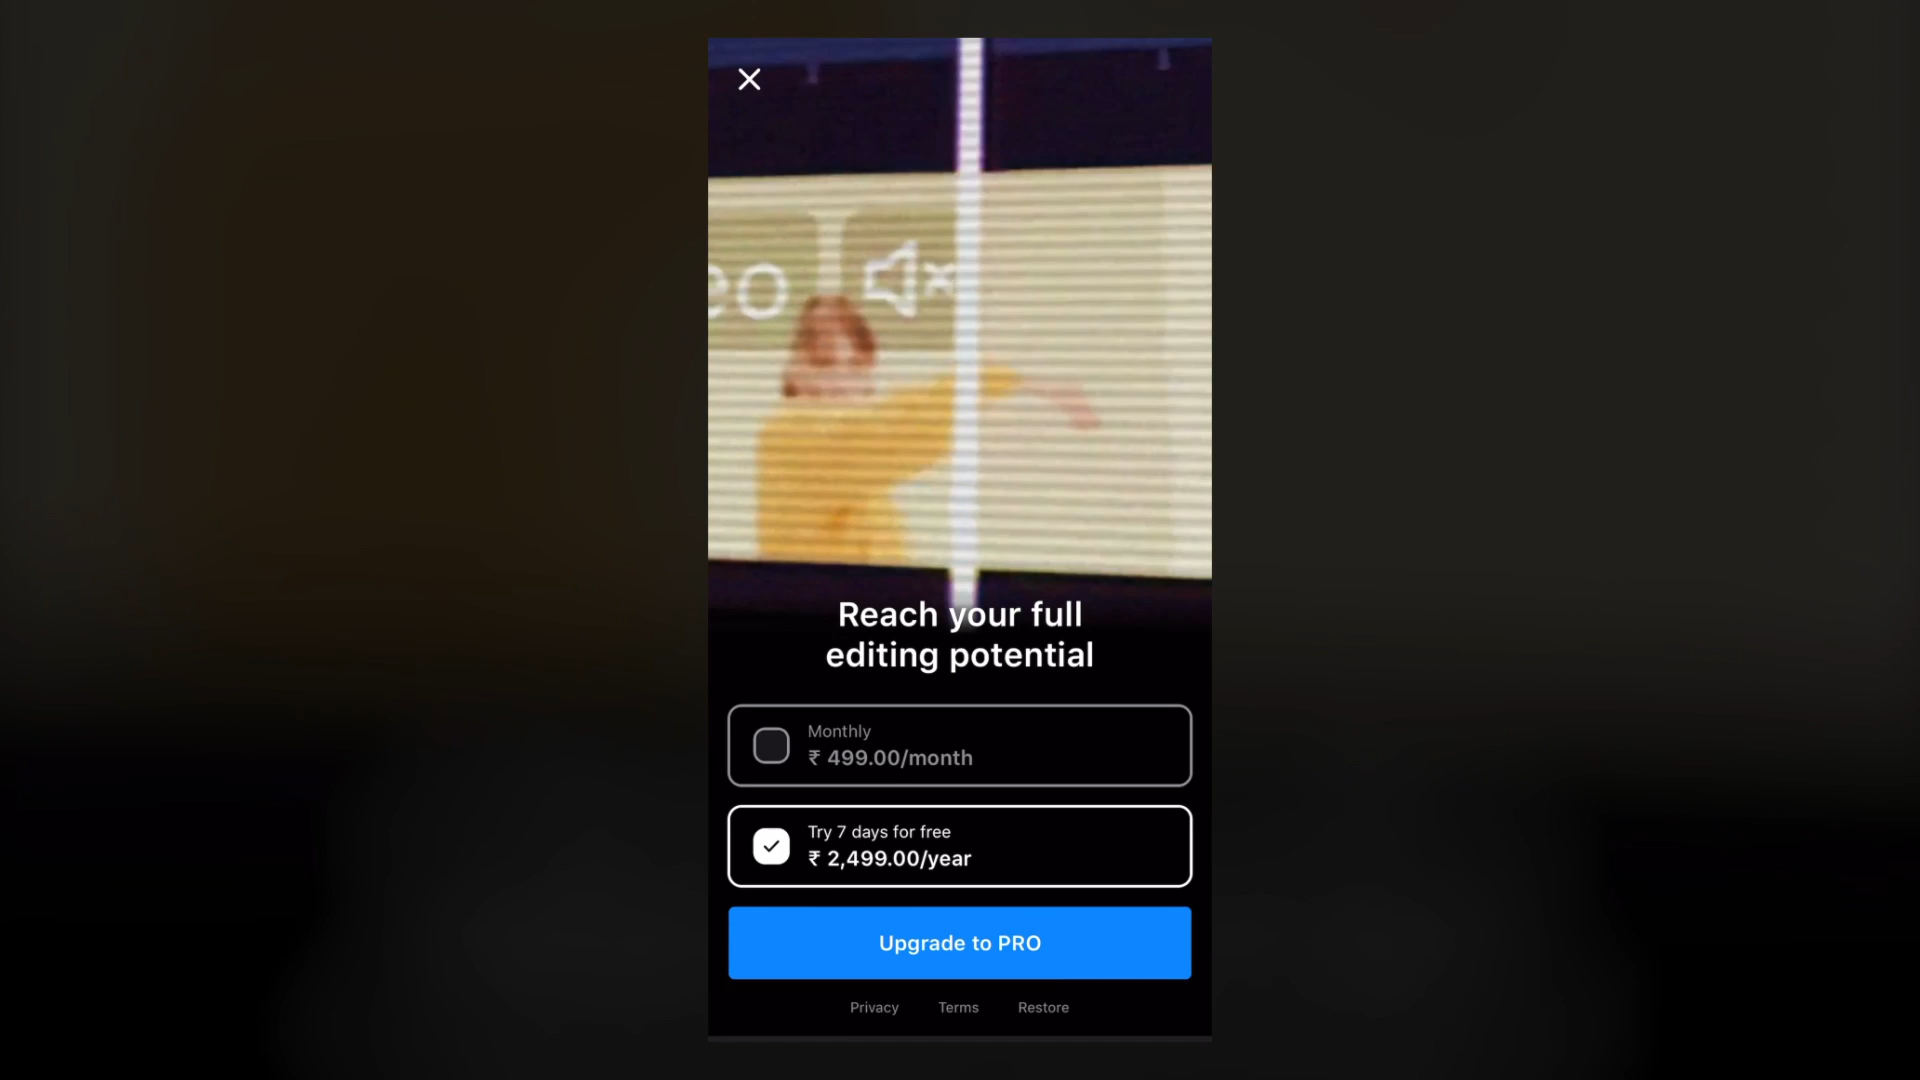 eo
Reach your full
editing potential
Monthly
₹ 499.00/month
Try 7 days for free
₹ 2,499.00/year
Upgrade to PRO
Privacy Terms Restore